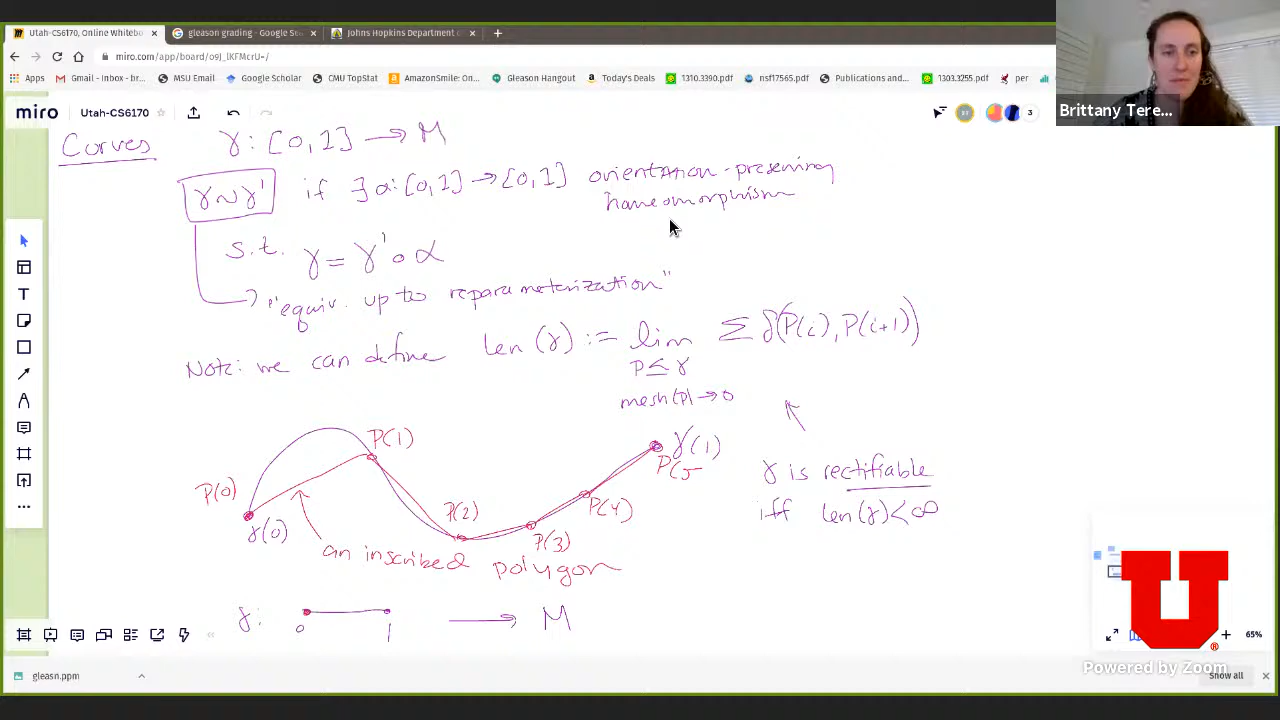 Utah-CS6170, Online Whitebo
gleason grading - Google Se
Johns Hopkins Department o
miro.com/app/board/o9J_lKFMcrU=/
Apps
Gmail - Inbox - br
MSU Email
Google Scholar
CMU TopStat
AmazonSmile: On
Gleason Hangout
Today's Deals
1310.3390.pdf
nsf17565.pdf
Publications and...
1303.3255.pdf
per
Brittany Tere...
miro
Utah-CS6170
3
Curves γ: [0,1] → M
γ~γ' if ∃ α: [0,1] → [0,1] orientation-preserving
homeomorphism
s.t. γ = γ' ∘ α
"equiv. up to reparameterization"
Note: we can define len(γ) := lim Σ δ(P(i), P(i+1))
P ≤ γ
mesh(P) → 0
P(0)
γ(0)
P(1)
P(2)
P(3)
P(4)
P(5
γ(1)
an inscribed polygon
γ is rectifiable
iff len(γ) < ∞
γ: 0 1 → M
65%
U
Powered by Zoom
gleasn.ppm
Show all